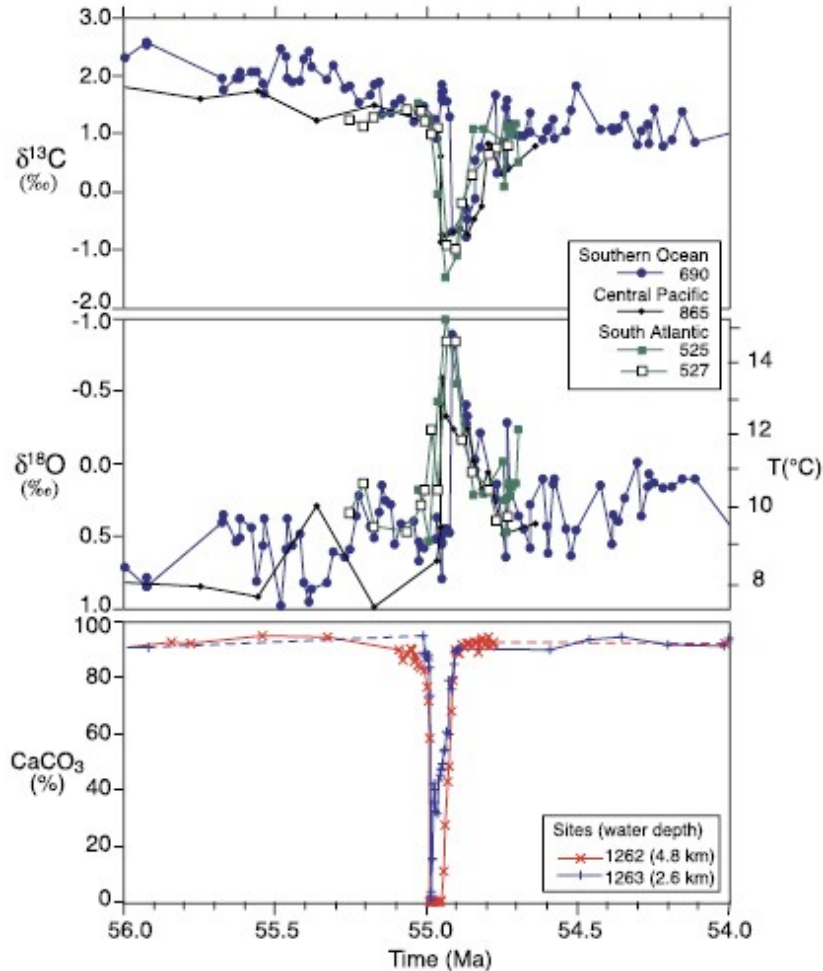 3.0
2.0
1.0
0.0
-1.0
-2.0
δ¹³C
(‰)
Southern Ocean
690
Central Pacific
865
South Atlantic
525
527
-1.0
-0.5
0.0
0.5
1.0
δ¹⁸O
(‰)
14
12
10
8
T(°C)
100
80
60
40
20
0
CaCO₃
(%)
Sites (water depth)
1262 (4.8 km)
1263 (2.6 km)
56.0 55.5 55.0 54.5 54.0
Time (Ma)